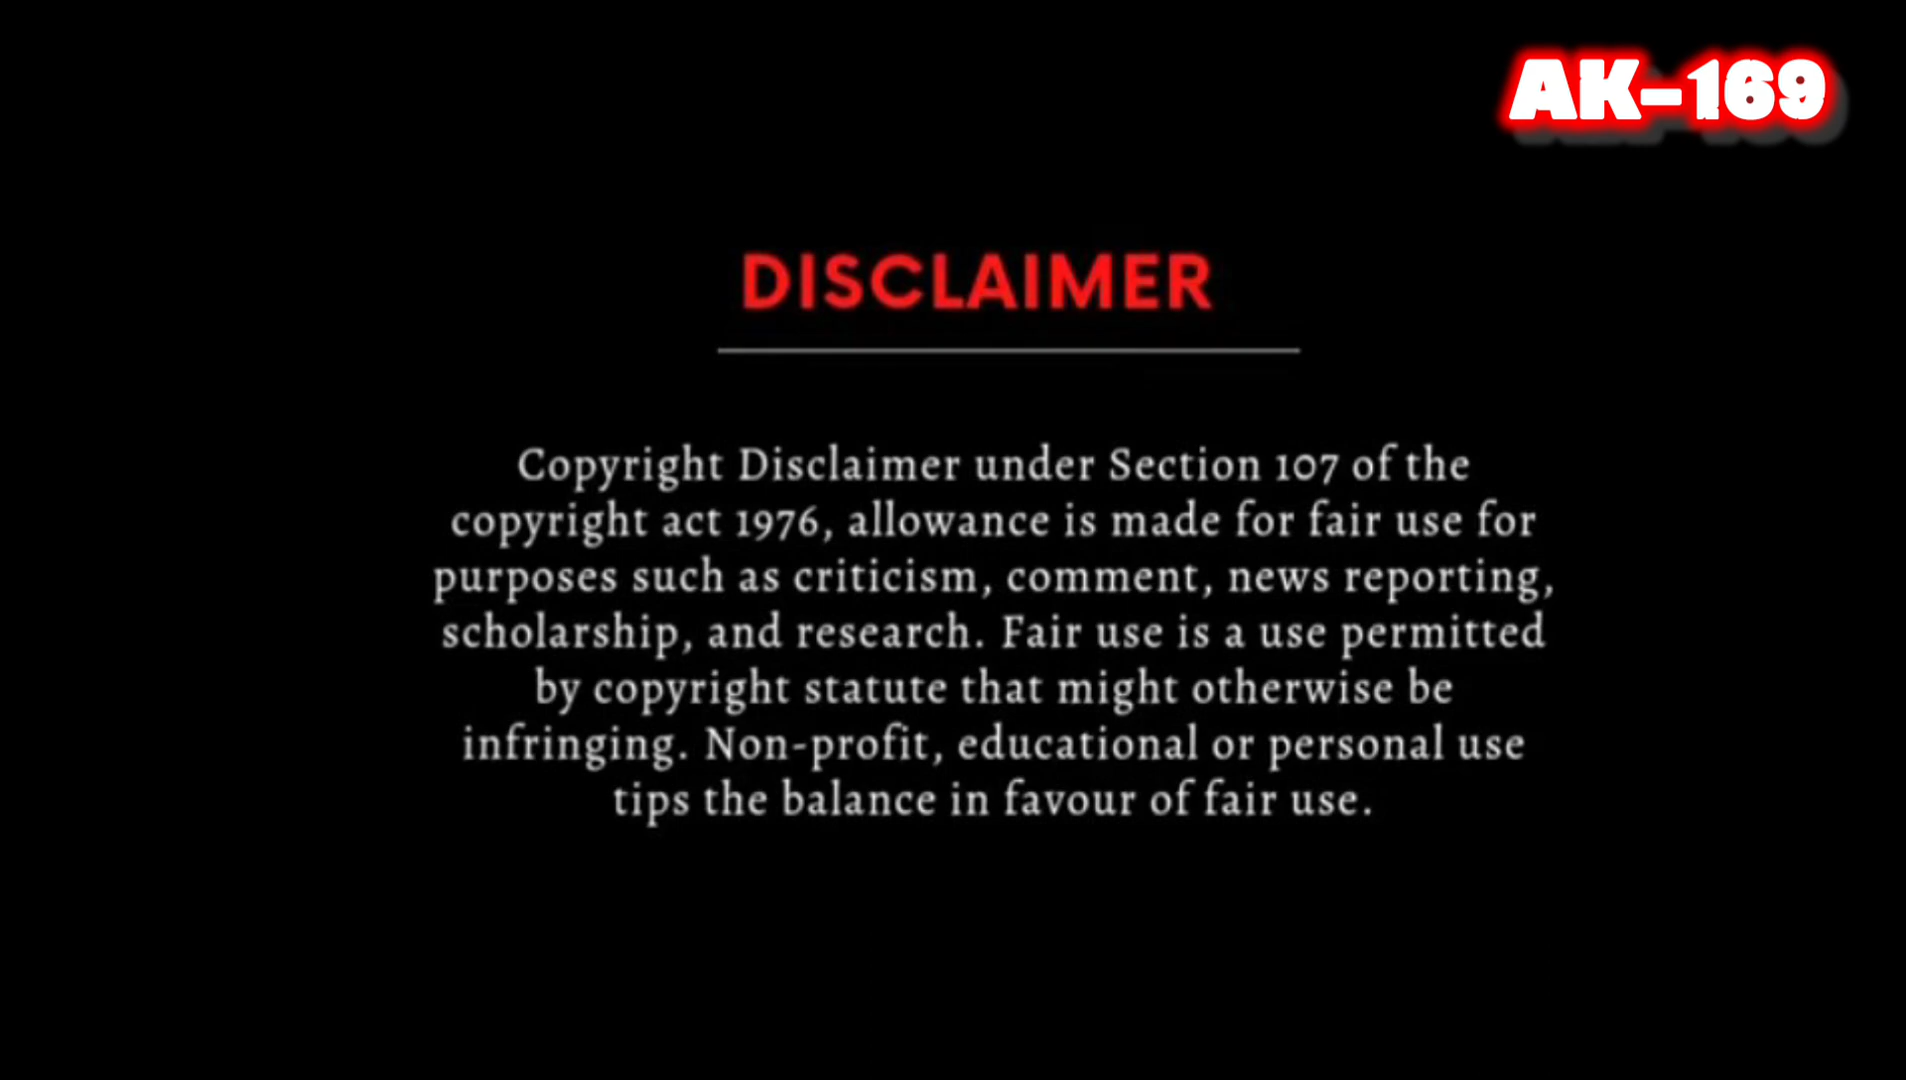 AK-169
DISCLAIMER
Copyright Disclaimer under Section 107 of the
copyright act 1976, allowance is made for fair use for
purposes such as criticism, comment, news reporting,
scholarship, and research. Fair use is a use permitted
by copyright statute that might otherwise be
infringing. Non-profit, educational or personal use
tips the balance in favour of fair use.